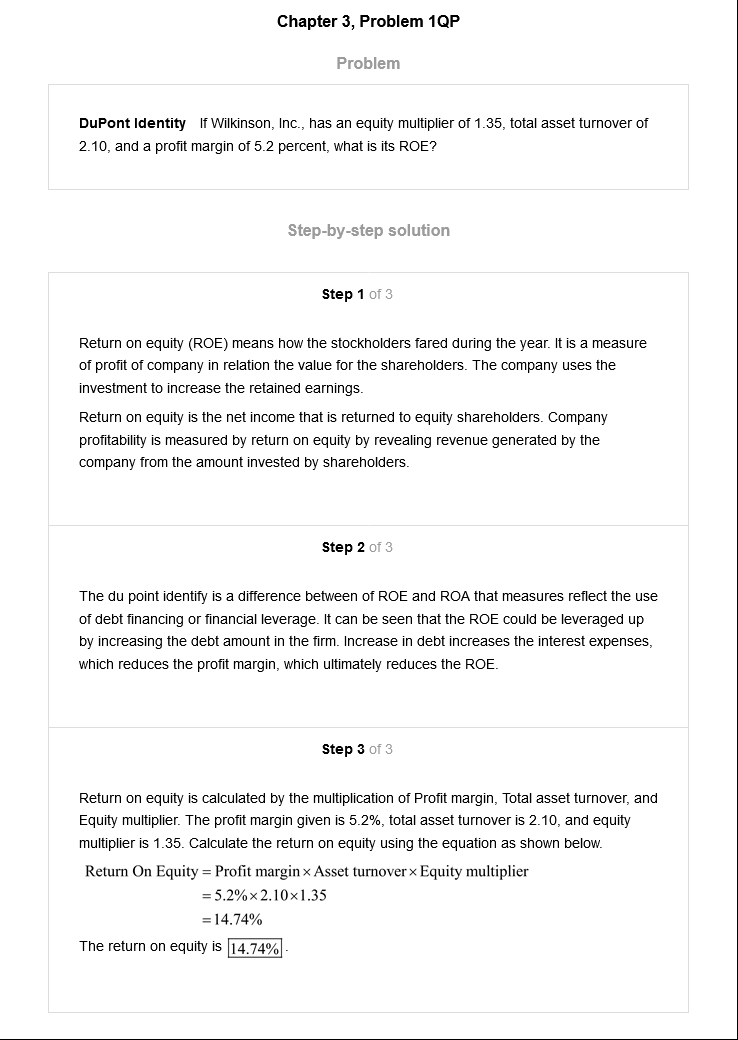 Chapter 3, Problem 1QP
Problem
DuPont Identity If Wilkinson, Inc., has an equity multiplier of 1.35, total asset turnover of
2.10, and a profit margin of 5.2 percent, what is its ROE?
Step-by-step solution
Step 1 of 3
Return on equity (ROE) means how the stockholders fared during the year. It is a measure
of profit of company in relation the value for the shareholders. The company uses the
investment to increase the retained earnings.
Return on equity is the net income that is returned to equity shareholders. Company
profitability is measured by return on equity by revealing revenue generated by the
company from the amount invested by shareholders.
Step 2 of 3
The du point identify is a difference between of ROE and ROA that measures reflect the use
of debt financing or financial leverage. It can be seen that the ROE could be leveraged up
by increasing the debt amount in the firm. Increase in debt increases the interest expenses,
which reduces the profit margin, which ultimately reduces the ROE.
Step 3 of 3
Return on equity is calculated by the multiplication of Profit margin, Total asset turnover, and
Equity multiplier. The profit margin given is 5.2%, total asset turnover is 2.10, and equity
multiplier is 1.35. Calculate the return on equity using the equation as shown below.
Return On Equity = Profit margin × Asset turnover × Equity multiplier
= 5.2% × 2.10 × 1.35
= 14.74%
The return on equity is 14.74% .